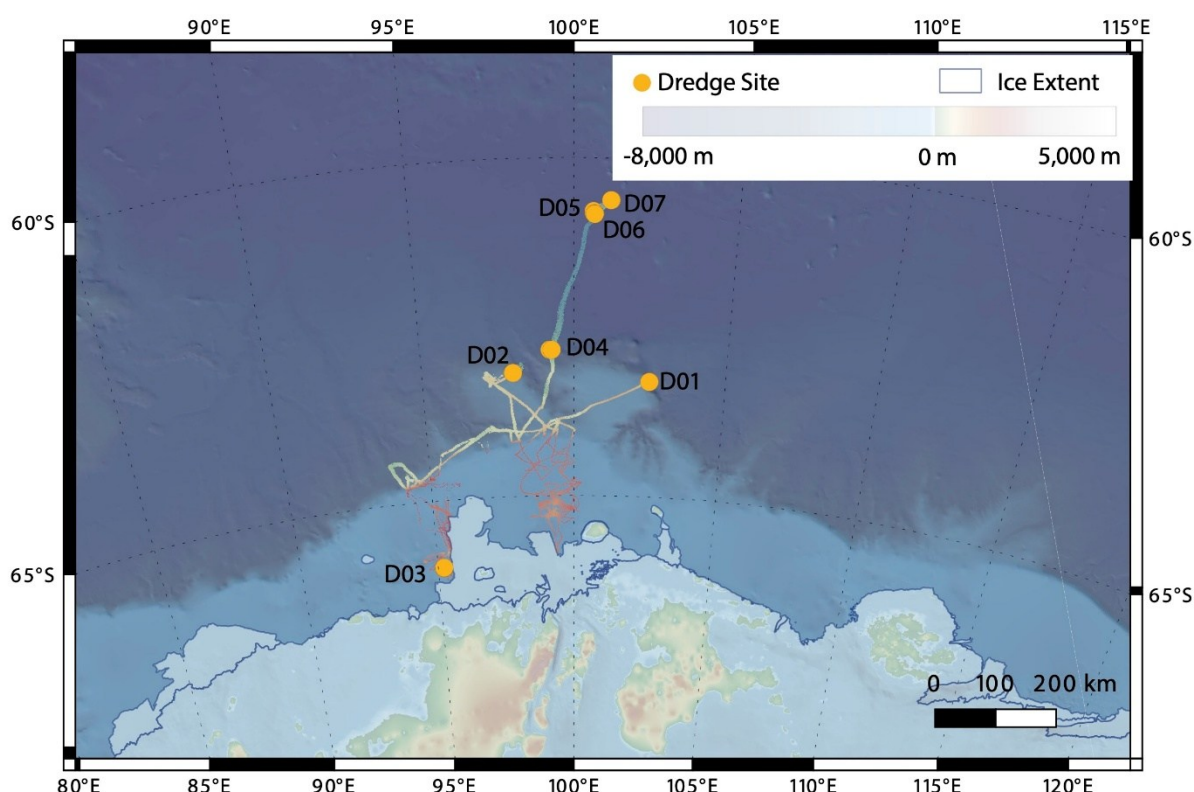 90°E 95°E 100°E 105°E 110°E 115°E
Dredge Site Ice Extent
-8,000 m 0 m 5,000 m
D05 D07
D06
60°S 60°S
D04
D02
D01
D03
65°S 65°S
0 100 200 km
80°E 85°E 90°E 95°E 100°E 105°E 110°E 115°E 120°E